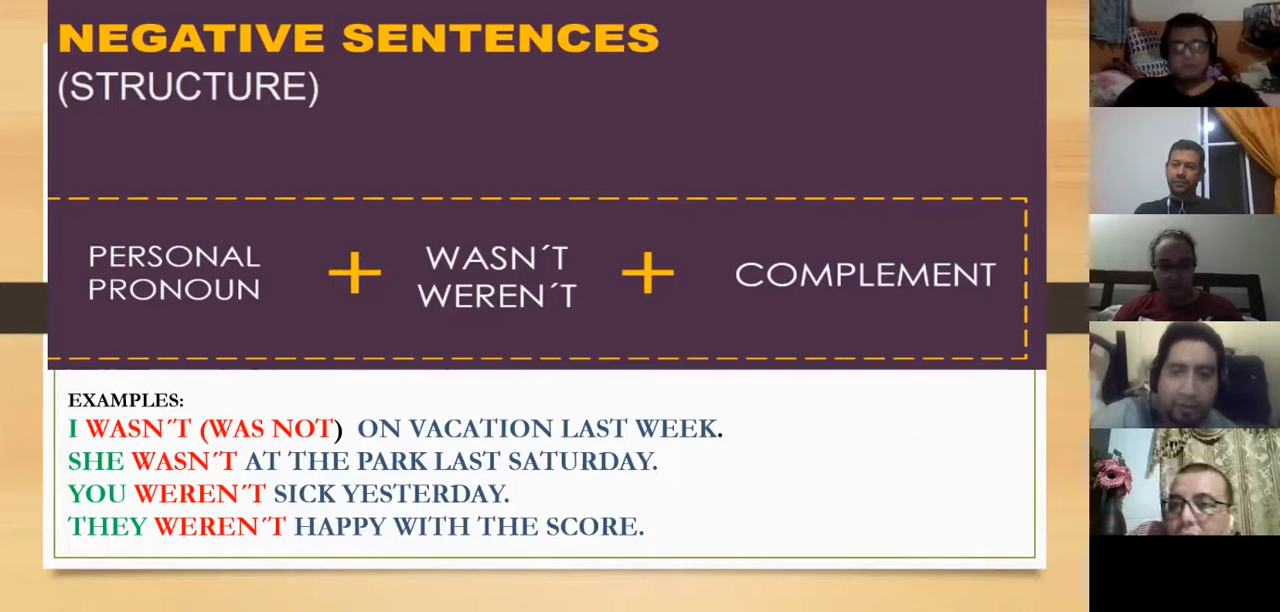 NEGATIVE SENTENCES
(STRUCTURE)
PERSONAL
PRONOUN
+
WASN´T
WEREN´T
+
COMPLEMENT
EXAMPLES:
I WASN´T (WAS NOT) ON VACATION LAST WEEK.
SHE WASN´T AT THE PARK LAST SATURDAY.
YOU WEREN´T SICK YESTERDAY.
THEY WEREN´T HAPPY WITH THE SCORE.